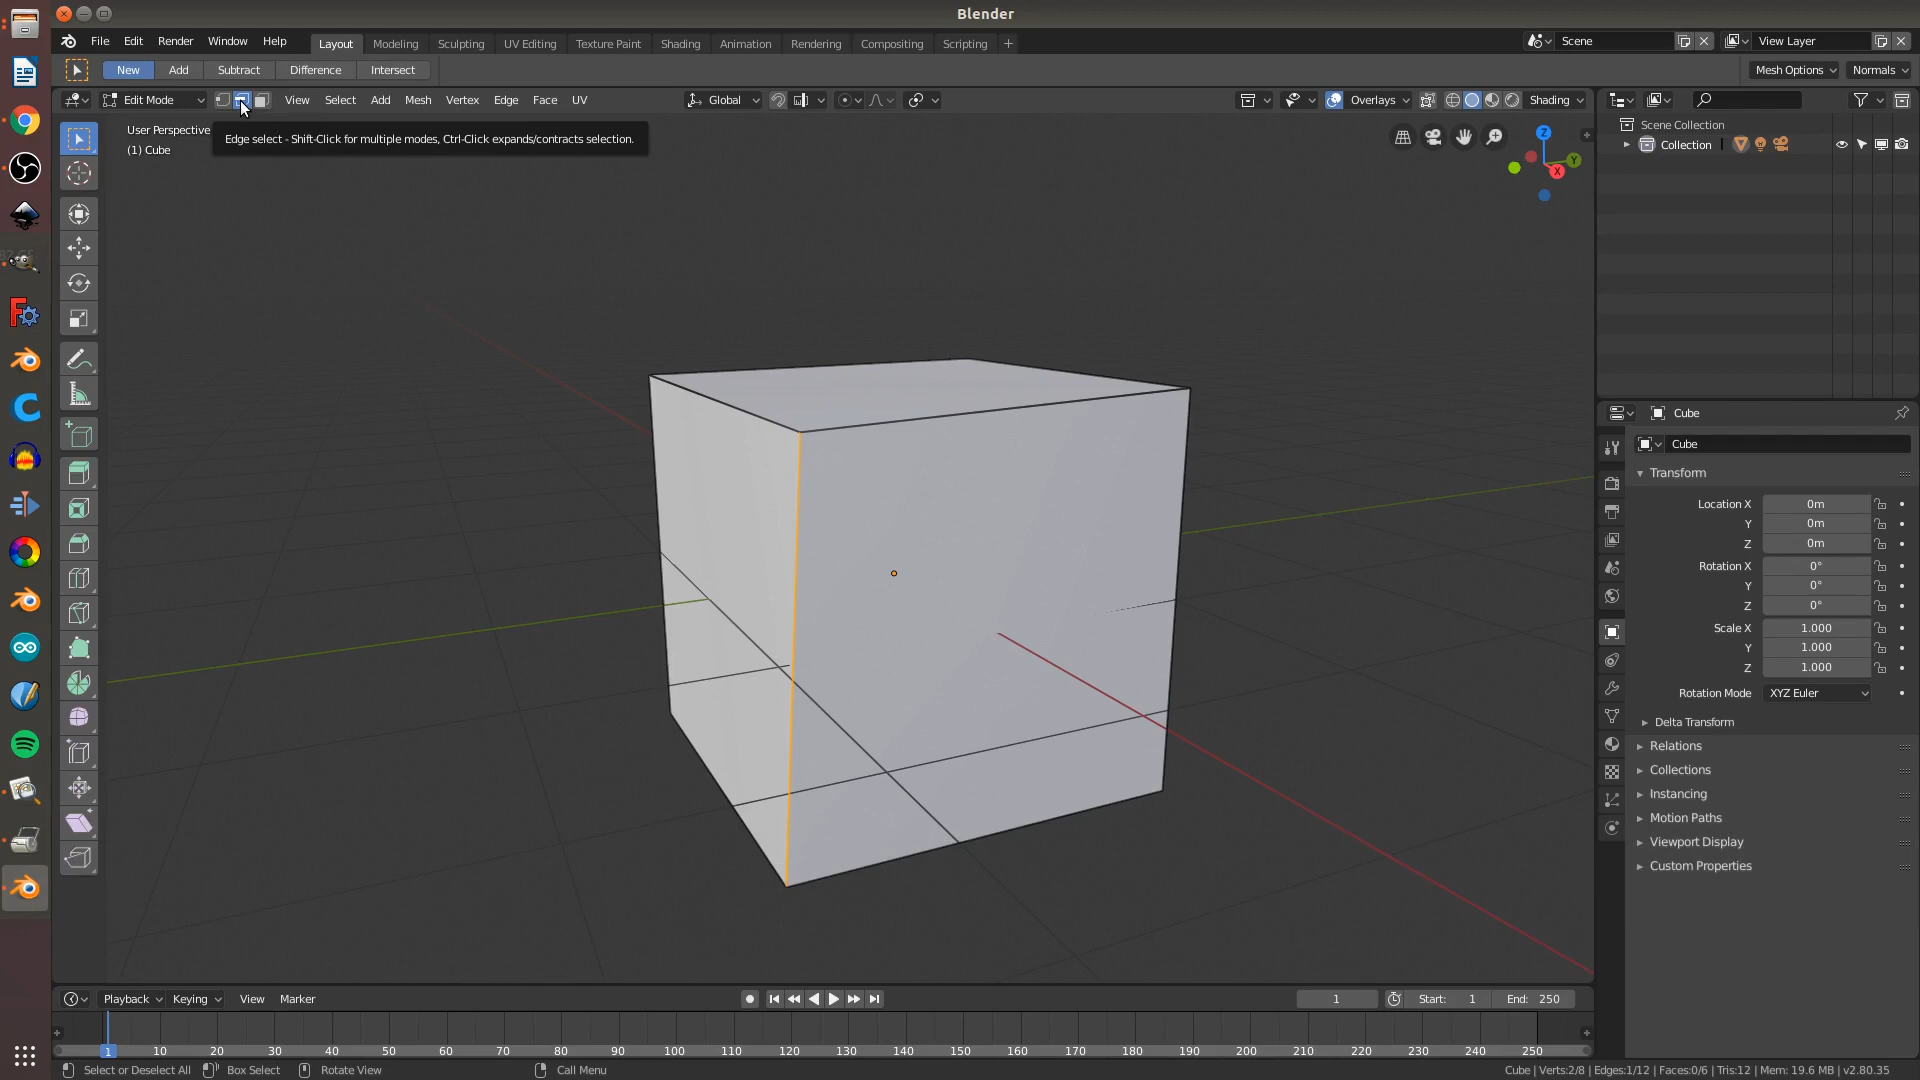 Blender
File Edit Render Window Help Layout Modeling Sculpting UV Editing Texture Paint Shading Animation Rendering Compositing Scripting + Scene View Layer
New Add Subtract Difference Intersect Mesh Options Normals
Edit Mode View Select Add Mesh Vertex Edge Face UV Global Overlays Shading
User Perspective
(1) Cube
Edge select - Shift-Click for multiple modes, Ctrl-Click expands/contracts selection.
Z
Y
X
Scene Collection
Collection
Cube
Cube
Transform
Location X 0m
Y 0m
Z 0m
Rotation X 0°
Y 0°
Z 0°
Scale X 1.000
Y 1.000
Z 1.000
Rotation Mode XYZ Euler
Delta Transform
Relations
Collections
Instancing
Motion Paths
Viewport Display
Custom Properties
Playback Keying View Marker 1 Start: 1 End: 250
1 10 20 30 40 50 60 70 80 90 100 110 120 130 140 150 160 170 180 190 200 210 220 230 240 250
Select or Deselect All Box Select Rotate View Call Menu Cube | Verts:2/8 | Edges:1/12 | Faces:0/6 | Tris:12 | Mem: 19.6 MB | v2.80.35